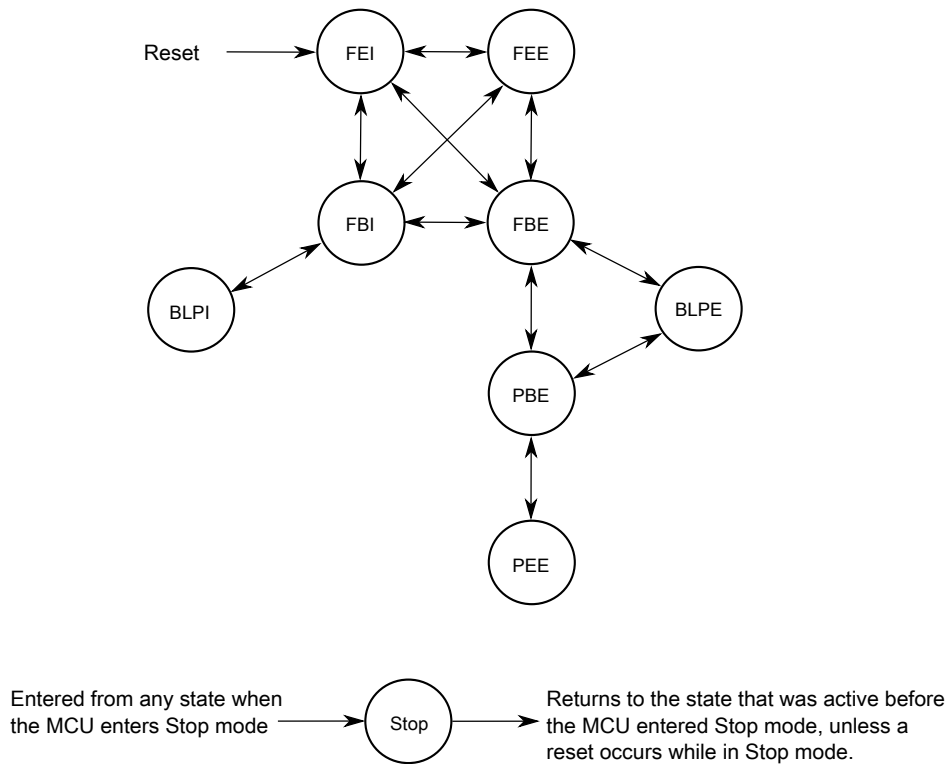 Reset
FEI
FEE
FBI
FBE
BLPI
BLPE
PBE
PEE
Entered from any state when
the MCU enters Stop mode
Stop
Returns to the state that was active before
the MCU entered Stop mode, unless a
reset occurs while in Stop mode.